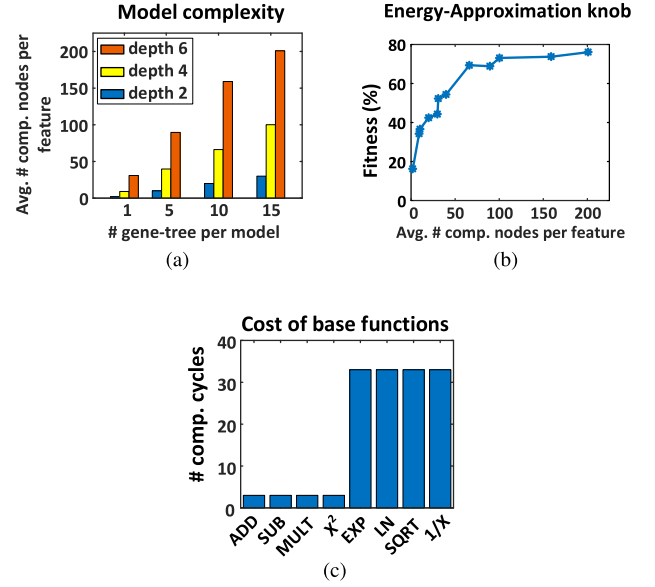 Model complexity
Avg. # comp. nodes per
feature
200
150
100
50
0
depth 6
depth 4
depth 2
1 5 10 15
# gene-tree per model
(a)
Energy-Approximation knob
Fitness (%)
80
60
40
20
0
0 50 100 150 200
Avg. # comp. nodes per feature
(b)
Cost of base functions
# comp. cycles
40
30
20
10
0
ADD SUB MULT X² EXP LN SQRT 1/X
(c)